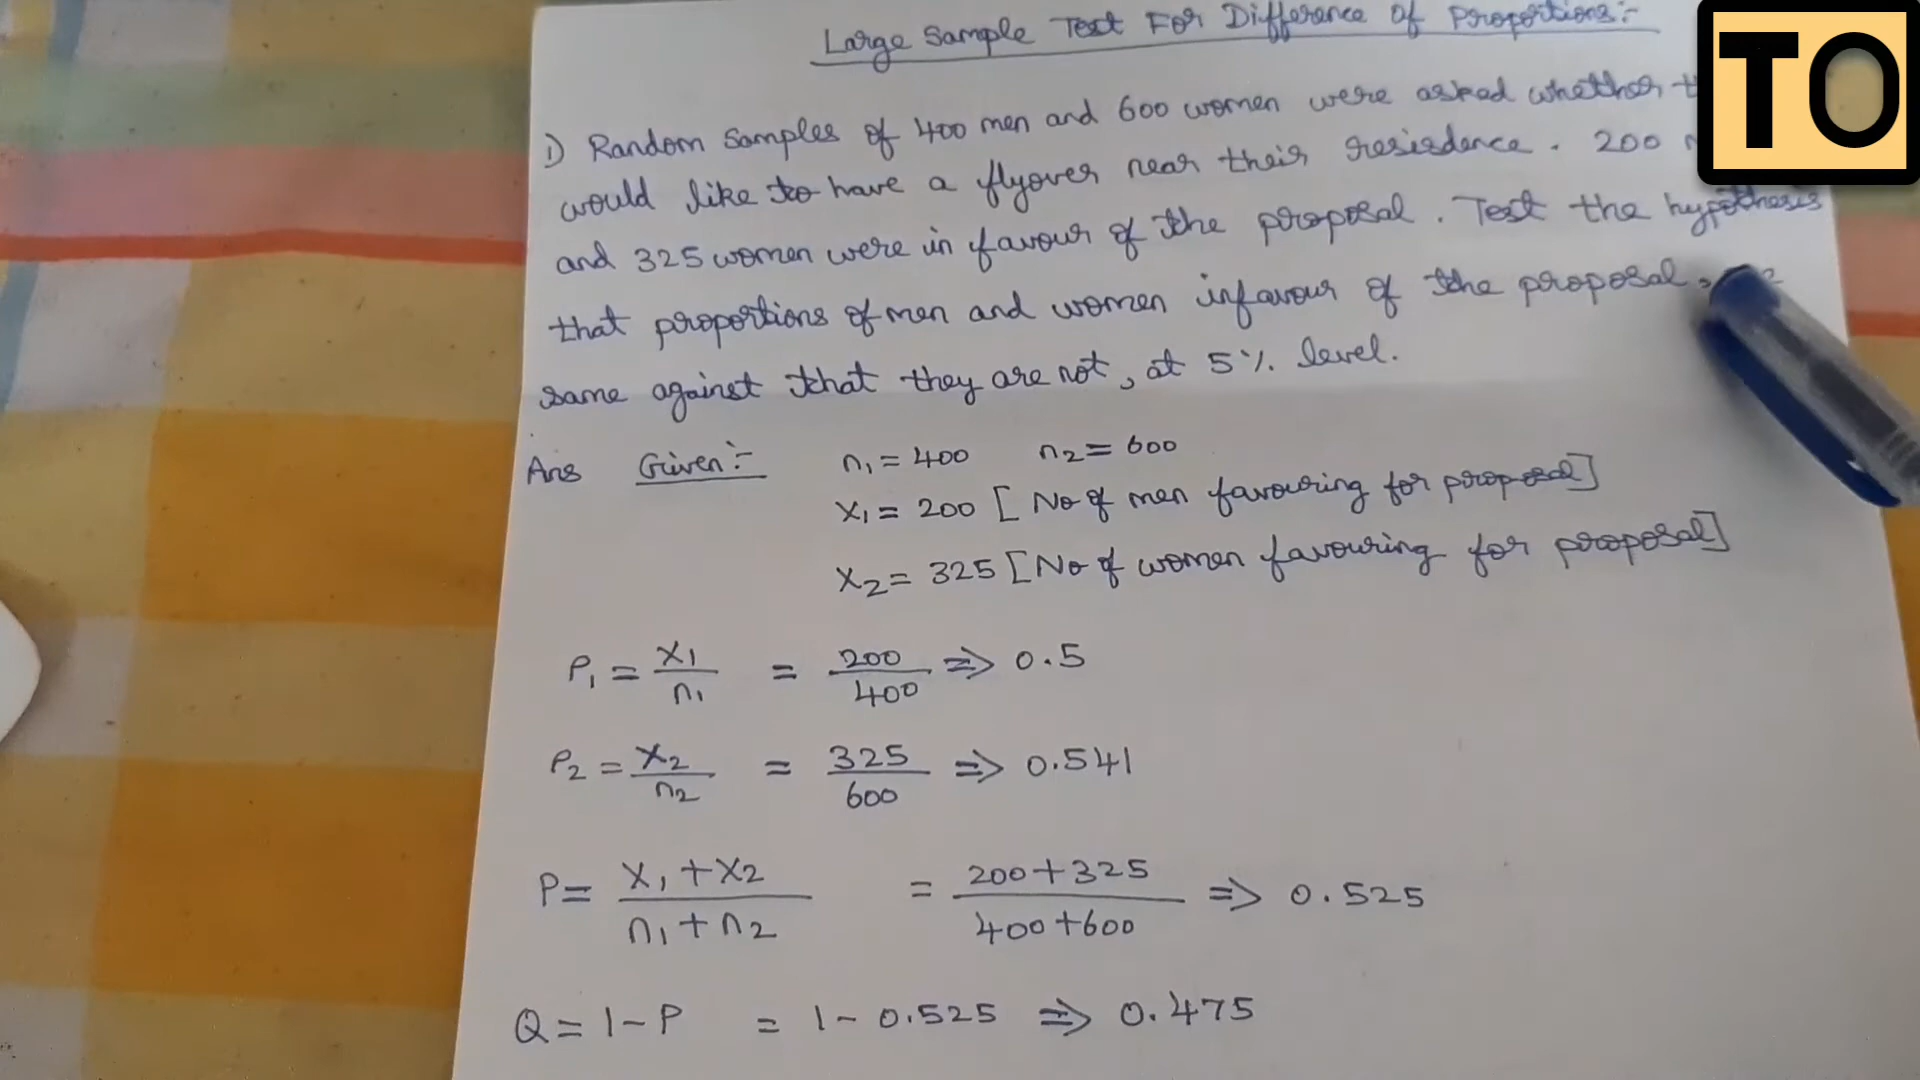 Large Sample Test For Difference of Proportions:-
TO
1) Random Samples of 400 men and 600 women were asked whether
would like to have a flyover near their resisdence. 200
and 325 women were in favour of the proposal. Test the hypothesis
that proportions of men and women infavour of the proposal,
same against that they are not, at 5% level.
Ans Given:- n₁ = 400 n₂ = 600
X₁ = 200 [No of men favouring for proposal]
X₂ = 325 [No of women favouring for proposal]
P₁ = X₁/n₁ = 200/400 => 0.5
P₂ = X₂/n₂ = 325/600 => 0.541
P = X₁+X₂/n₁+n₂ = 200+325/400+600 => 0.525
Q = 1-P = 1-0.525 => 0.475